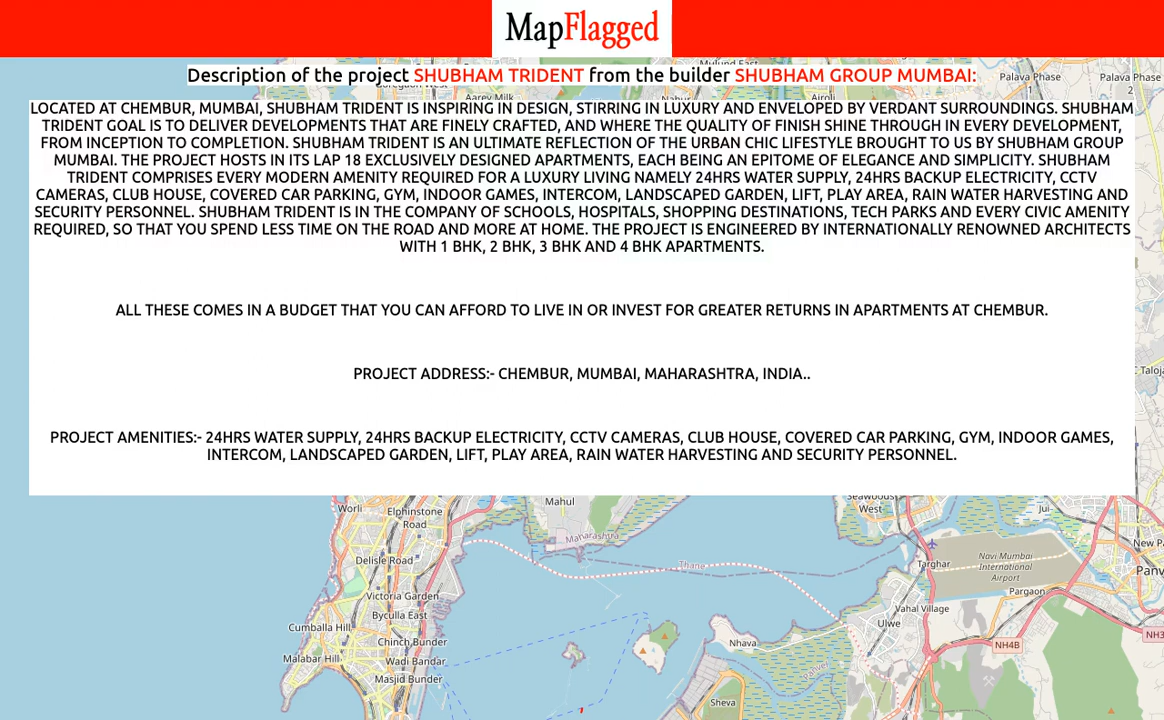 MapFlagged
Description of the project SHUBHAM TRIDENT from the builder SHUBHAM GROUP MUMBAI:
LOCATED AT CHEMBUR, MUMBAI, SHUBHAM TRIDENT IS INSPIRING IN DESIGN, STIRRING IN LUXURY AND ENVELOPED BY VERDANT SURROUNDINGS. SHUBHAM
TRIDENT GOAL IS TO DELIVER DEVELOPMENTS THAT ARE FINELY CRAFTED, AND WHERE THE QUALITY OF FINISH SHINE THROUGH IN EVERY DEVELOPMENT,
FROM INCEPTION TO COMPLETION. SHUBHAM TRIDENT IS AN ULTIMATE REFLECTION OF THE URBAN CHIC LIFESTYLE BROUGHT TO US BY SHUBHAM GROUP
MUMBAI. THE PROJECT HOSTS IN ITS LAP 18 EXCLUSIVELY DESIGNED APARTMENTS, EACH BEING AN EPITOME OF ELEGANCE AND SIMPLICITY. SHUBHAM
TRIDENT COMPRISES EVERY MODERN AMENITY REQUIRED FOR A LUXURY LIVING NAMELY 24HRS WATER SUPPLY, 24HRS BACKUP ELECTRICITY, CCTV
CAMERAS, CLUB HOUSE, COVERED CAR PARKING, GYM, INDOOR GAMES, INTERCOM, LANDSCAPED GARDEN, LIFT, PLAY AREA, RAIN WATER HARVESTING AND
SECURITY PERSONNEL. SHUBHAM TRIDENT IS IN THE COMPANY OF SCHOOLS, HOSPITALS, SHOPPING DESTINATIONS, TECH PARKS AND EVERY CIVIC AMENITY
REQUIRED, SO THAT YOU SPEND LESS TIME ON THE ROAD AND MORE AT HOME. THE PROJECT IS ENGINEERED BY INTERNATIONALLY RENOWNED ARCHITECTS
WITH 1 BHK, 2 BHK, 3 BHK AND 4 BHK APARTMENTS.
ALL THESE COMES IN A BUDGET THAT YOU CAN AFFORD TO LIVE IN OR INVEST FOR GREATER RETURNS IN APARTMENTS AT CHEMBUR.
PROJECT ADDRESS:- CHEMBUR, MUMBAI, MAHARASHTRA, INDIA..
PROJECT AMENITIES:- 24HRS WATER SUPPLY, 24HRS BACKUP ELECTRICITY, CCTV CAMERAS, CLUB HOUSE, COVERED CAR PARKING, GYM, INDOOR GAMES,
INTERCOM, LANDSCAPED GARDEN, LIFT, PLAY AREA, RAIN WATER HARVESTING AND SECURITY PERSONNEL.
Palava Phase
1
Palava Phase
2
Worli
Elphinstone
Road
Mahul
West
Jui
Maharashtra
Delisle Road
Thane
Targhar
Navi Mumbai
International
Airport
Pargaon
Victoria Garden
Byculla East
Vahal Village
Ulwe
Cumballa Hill
Chinch Bunder
Nhava
NH4B
Malabar Hill
Wadi Bandar
Masjid Bunder
Panvel
Sheva